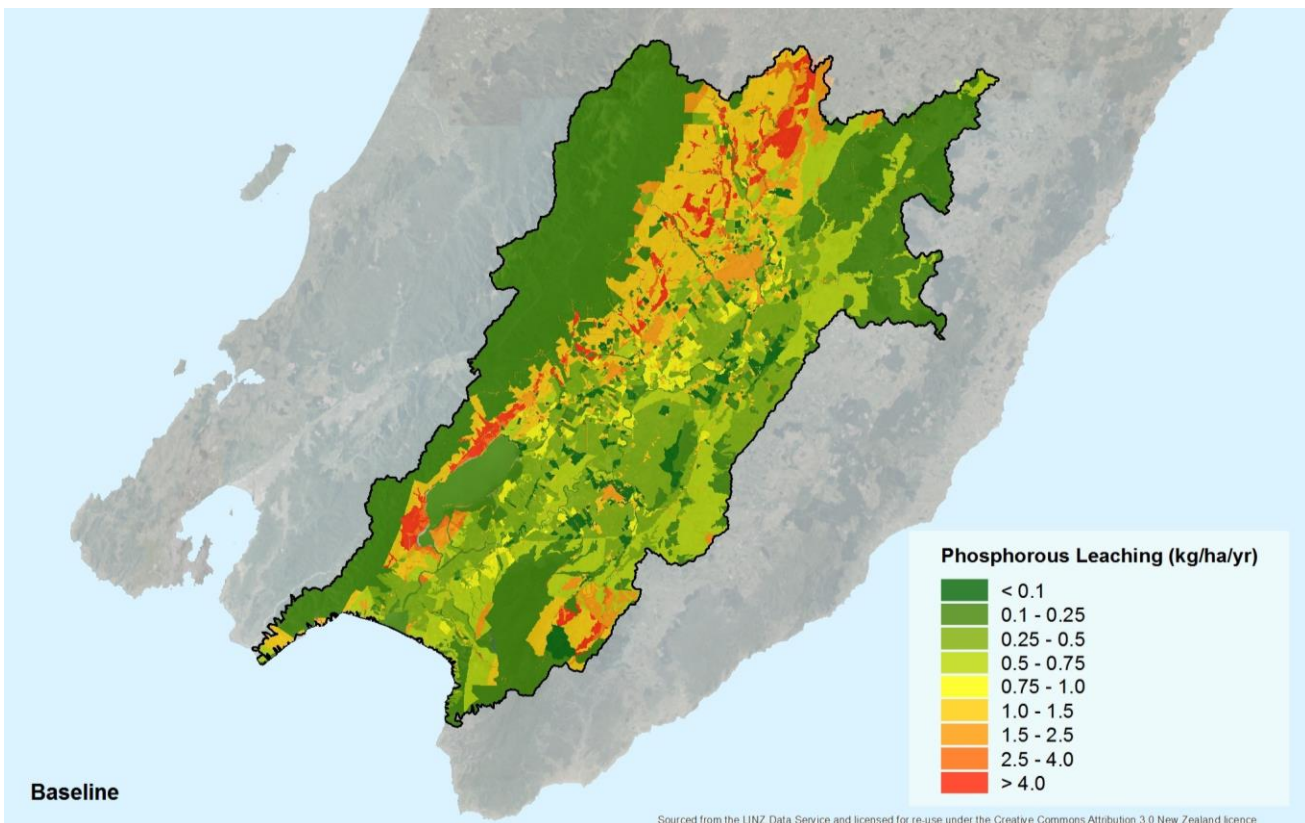 Phosphorous Leaching (kg/ha/yr)
< 0.1
0.1 - 0.25
0.25 - 0.5
0.5 - 0.75
0.75 - 1.0
1.0 - 1.5
1.5 - 2.5
2.5 - 4.0
> 4.0
Baseline
Sourced from the LINZ Data Service and licensed for re-use under the Creative Commons Attribution 3.0 New Zealand licence